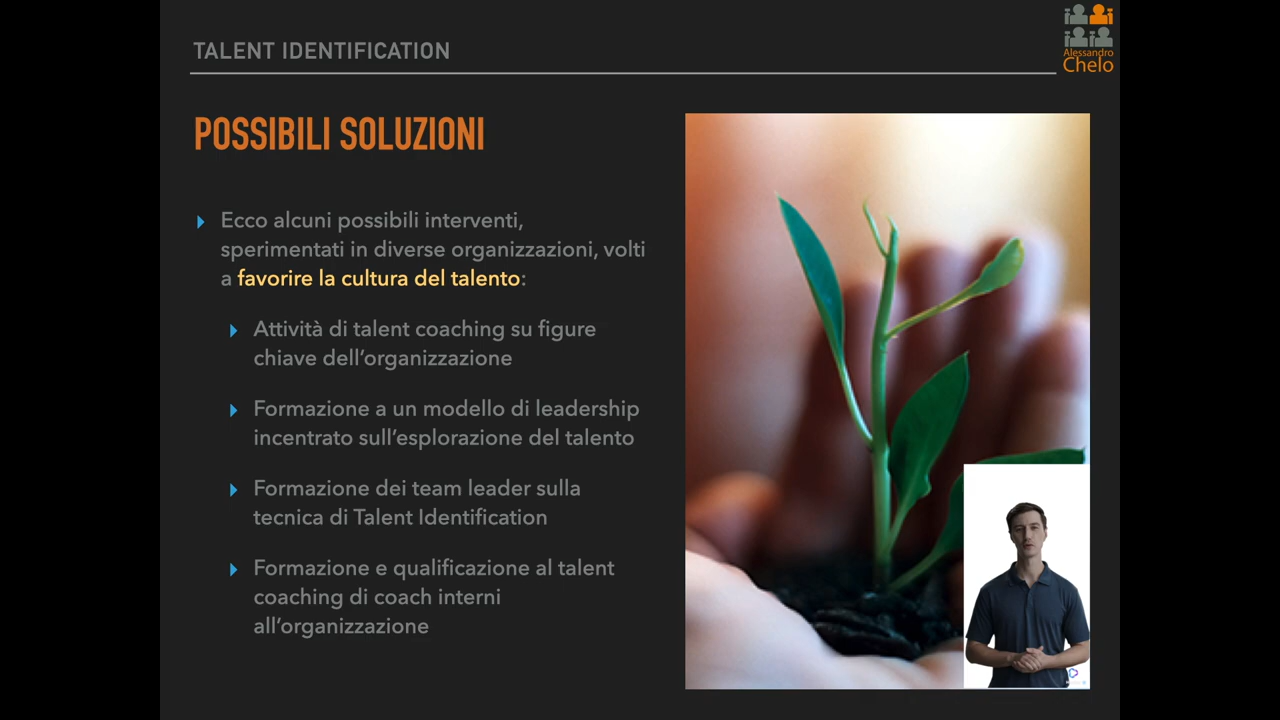 TALENT IDENTIFICATION
Alessandro
Chelo
POSSIBILI SOLUZIONI
Ecco alcuni possibili interventi,
sperimentati in diverse organizzazioni, volti
a favorire la cultura del talento:
Attività di talent coaching su figure
chiave dell’organizzazione
Formazione a un modello di leadership
incentrato sull’esplorazione del talento
Formazione dei team leader sulla
tecnica di Talent Identification
Formazione e qualificazione al talent
coaching di coach interni
all’organizzazione